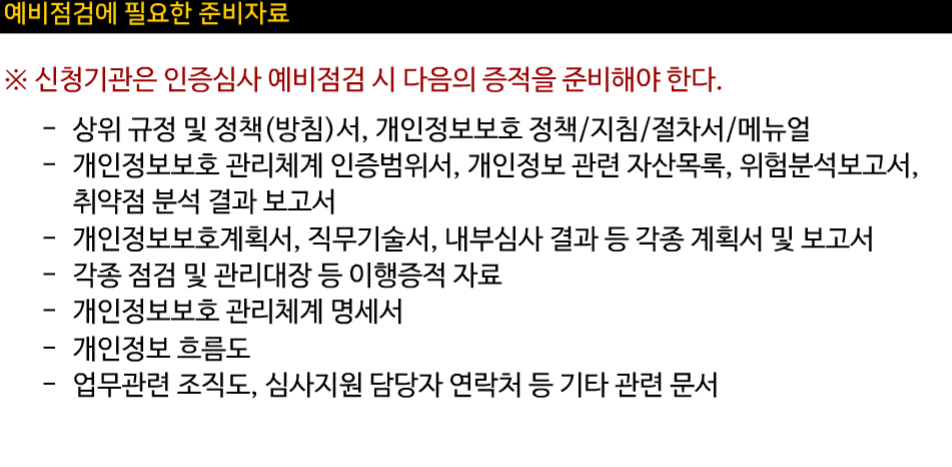 예비점검에 필요한 준비자료
※ 신청기관은 인증심사 예비점검 시 다음의 증적을 준비해야 한다.
- 상위 규정 및 정책(방침)서, 개인정보보호 정책/지침/절차서/메뉴얼
- 개인정보보호 관리체계 인증범위서, 개인정보 관련 자산목록, 위험분석보고서,
취약점 분석 결과 보고서
- 개인정보보호계획서, 직무기술서, 내부심사 결과 등 각종 계획서 및 보고서
- 각종 점검 및 관리대장 등 이행증적 자료
- 개인정보보호 관리체계 명세서
- 개인정보 흐름도
- 업무관련 조직도, 심사지원 담당자 연락처 등 기타 관련 문서